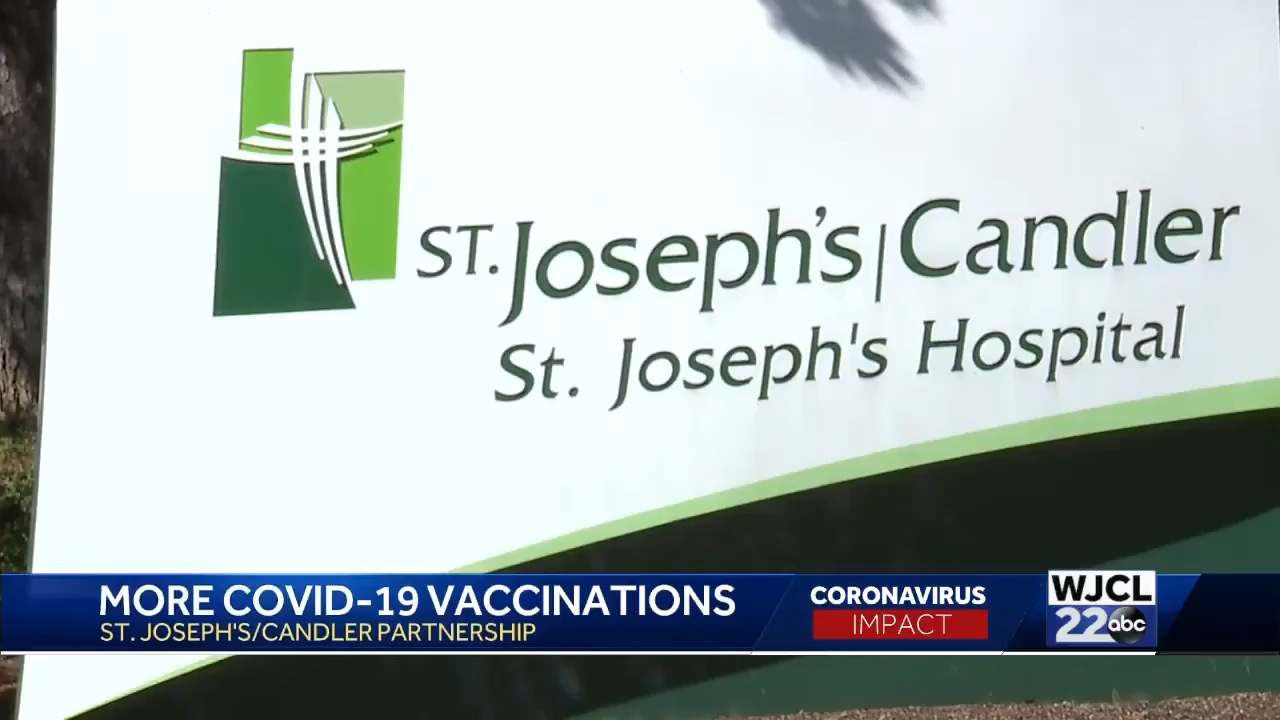 ST. Joseph's | Candler
St. Joseph's Hospital
MORE COVID-19 VACCINATIONS
ST. JOSEPH'S/CANDLER PARTNERSHIP
CORONAVIRUS
IMPACT
WJCL
22 abc